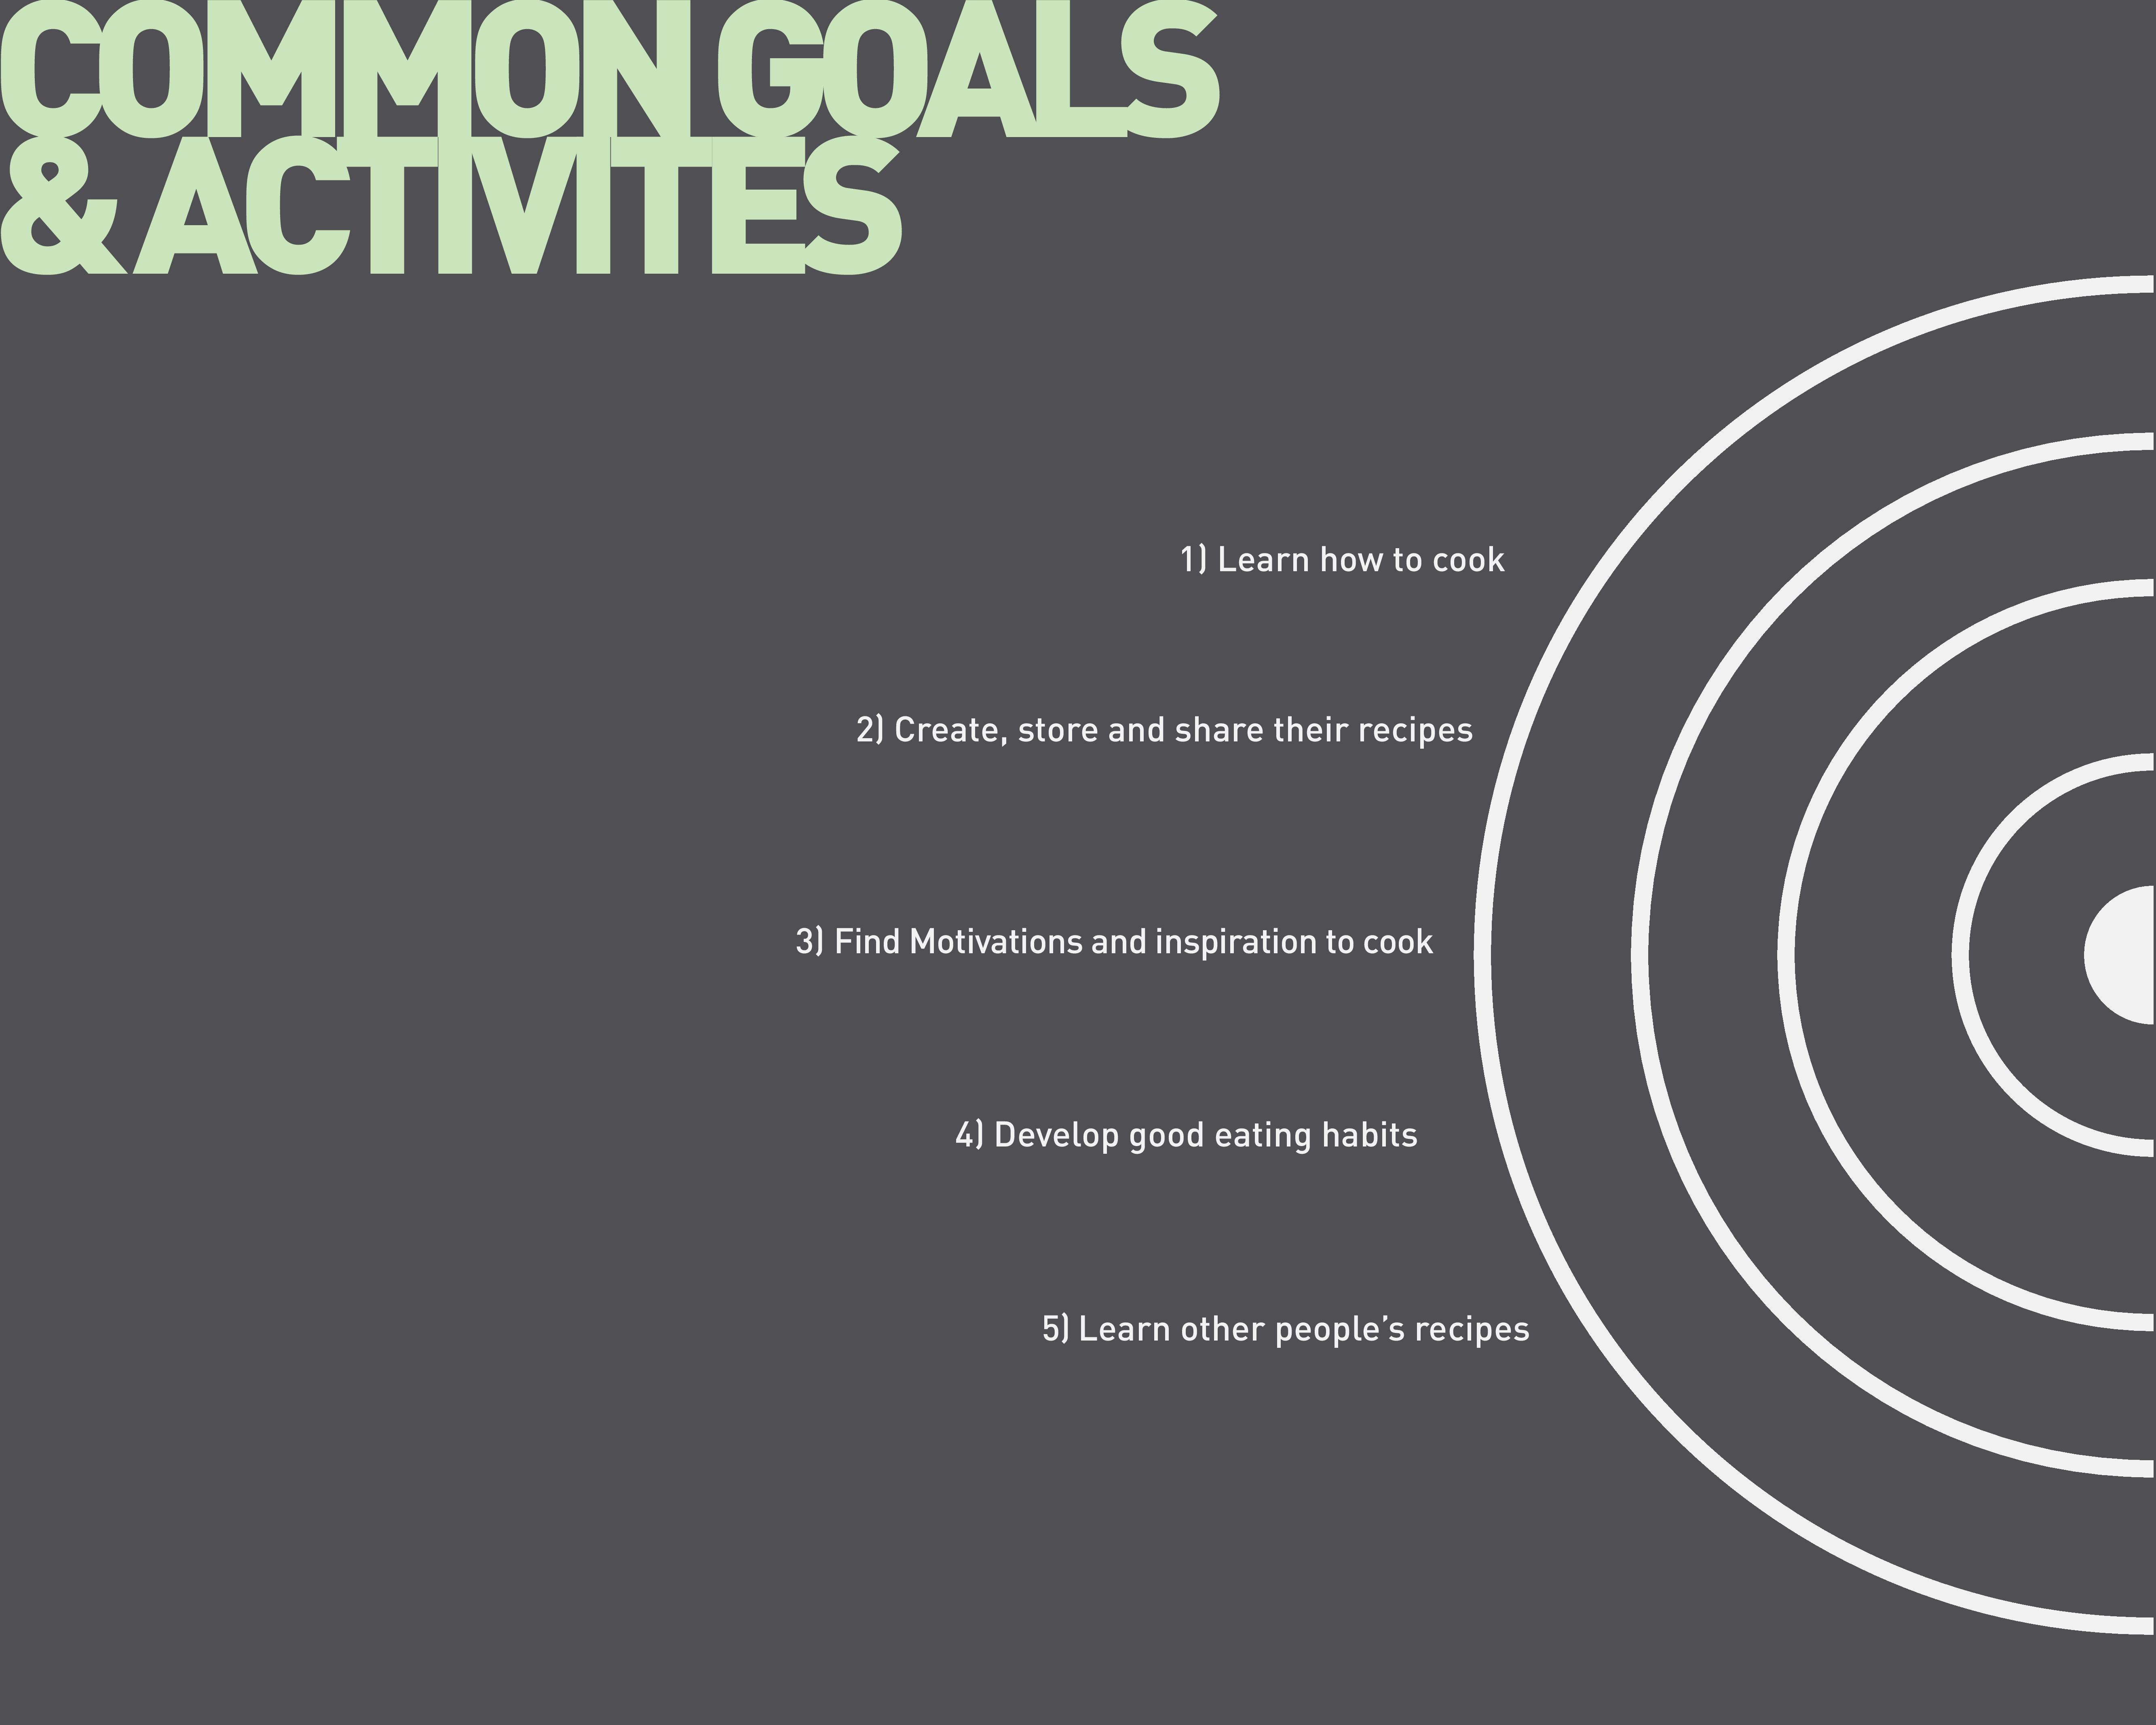 COMMON GOALS
& ACTIVITES
1) Learn how to cook
2) Create, store and share their recipes
3) Find Motivations and inspiration to cook
4) Develop good eating habits
5) Learn other people's recipes